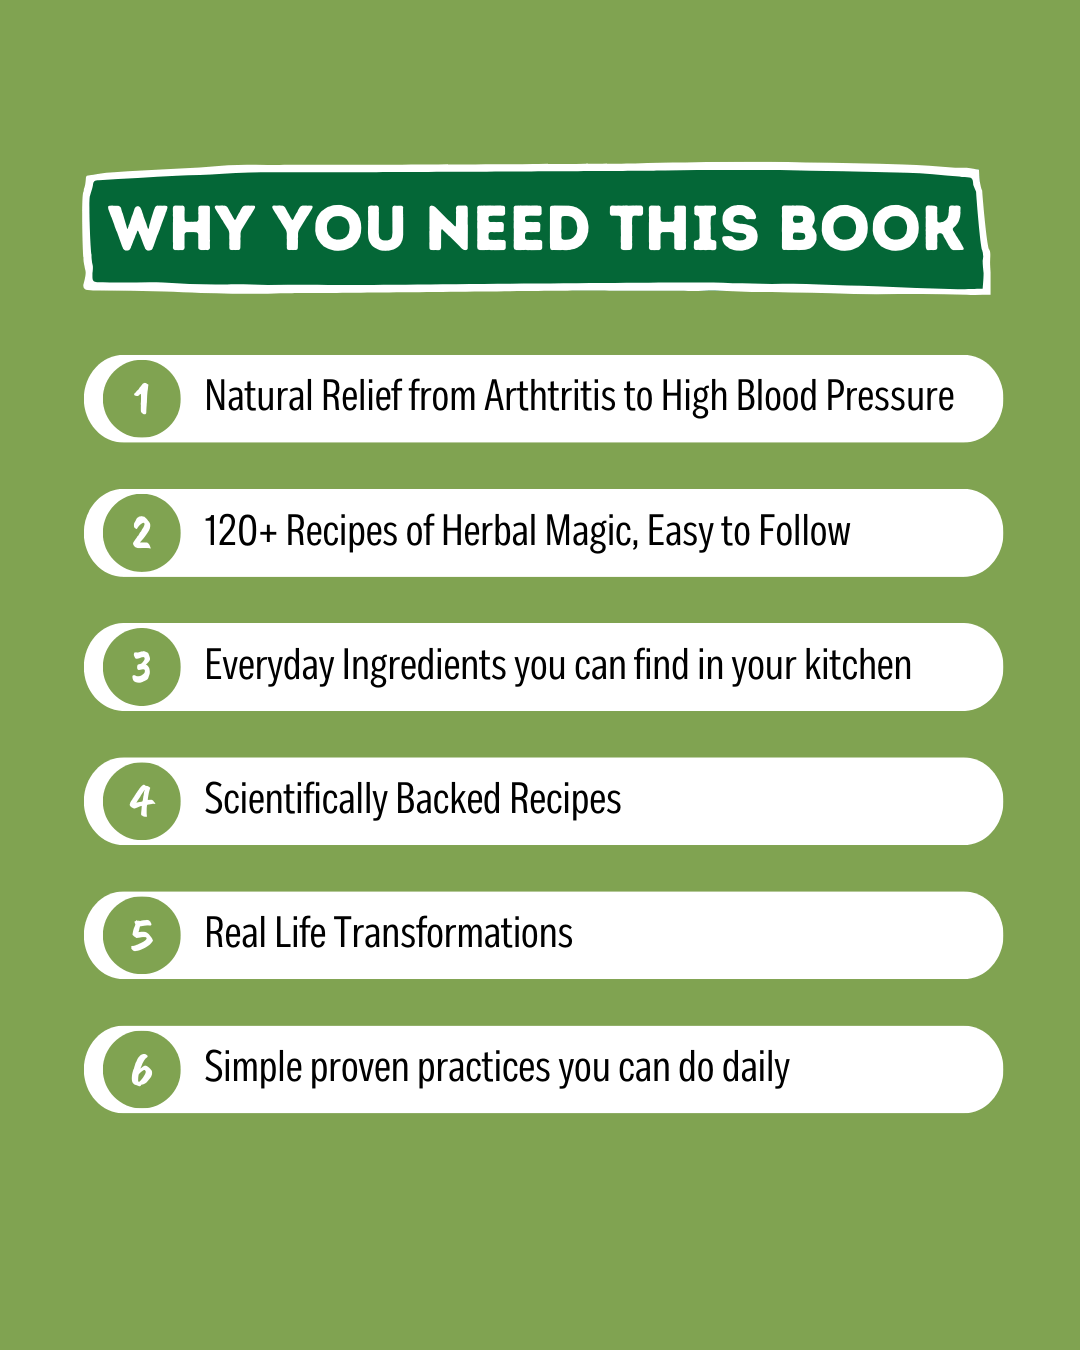 WHY YOU NEED THIS BOOK
1 Natural Relief from Arthtritis to High Blood Pressure
2 120+ Recipes of Herbal Magic, Easy to Follow
3 Everyday Ingredients you can find in your kitchen
4 Scientifically Backed Recipes
5 Real Life Transformations
6 Simple proven practices you can do daily